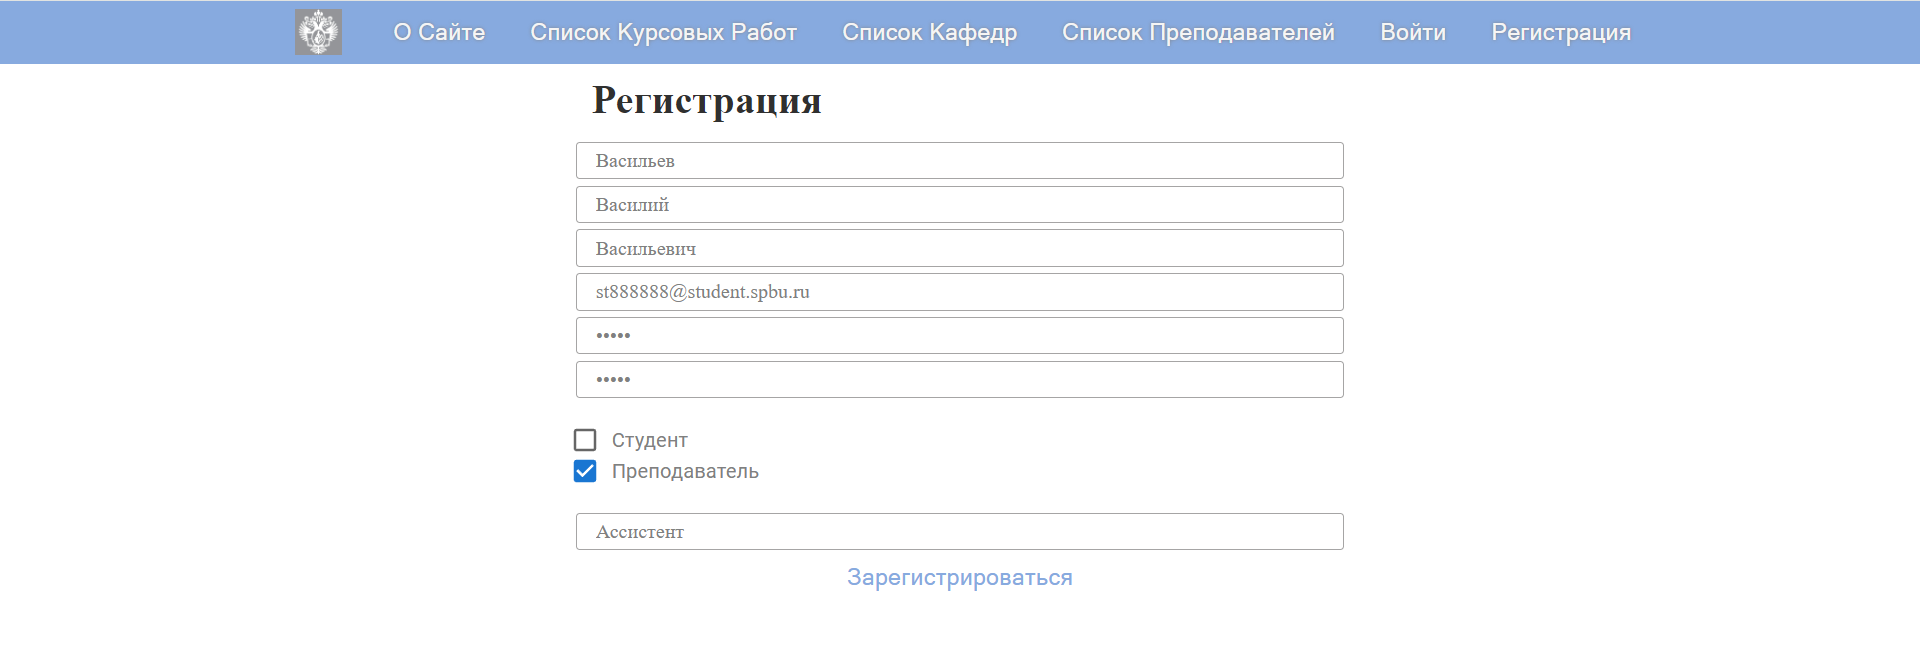 О Сайте Список Курсовых Работ Список Кафедр Список Преподавателей Войти Регистрация
Регистрация
Васильев
Василий
Васильевич
st888888@student.spbu.ru
•••••
•••••
Студент
Преподаватель
Ассистент
Зарегистрироваться